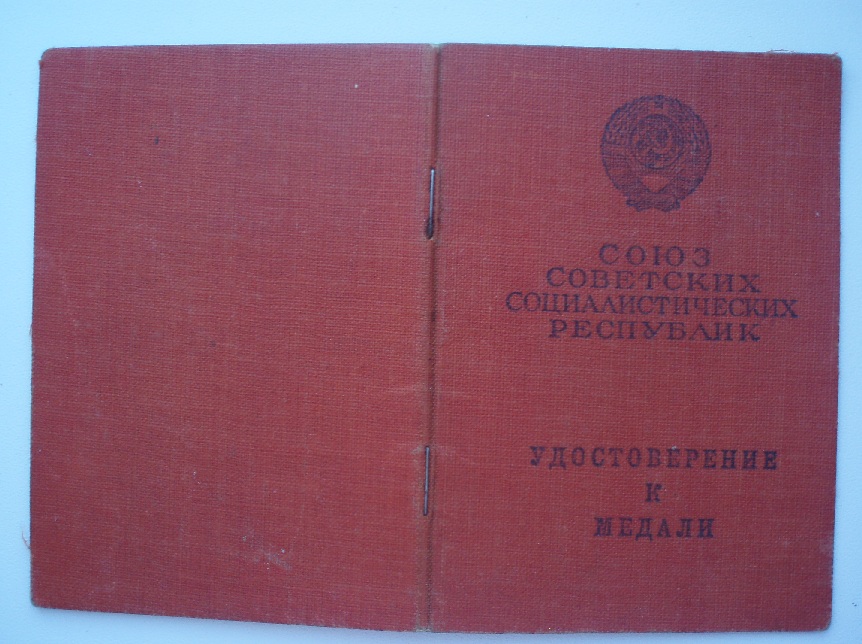 СОЮЗ
СОВЕТСКИХ
СОЦИАЛИСТИЧЕСКИХ
РЕСПУБЛИК
УДОСТОВЕРЕНИЕ
К
МЕДАЛИ